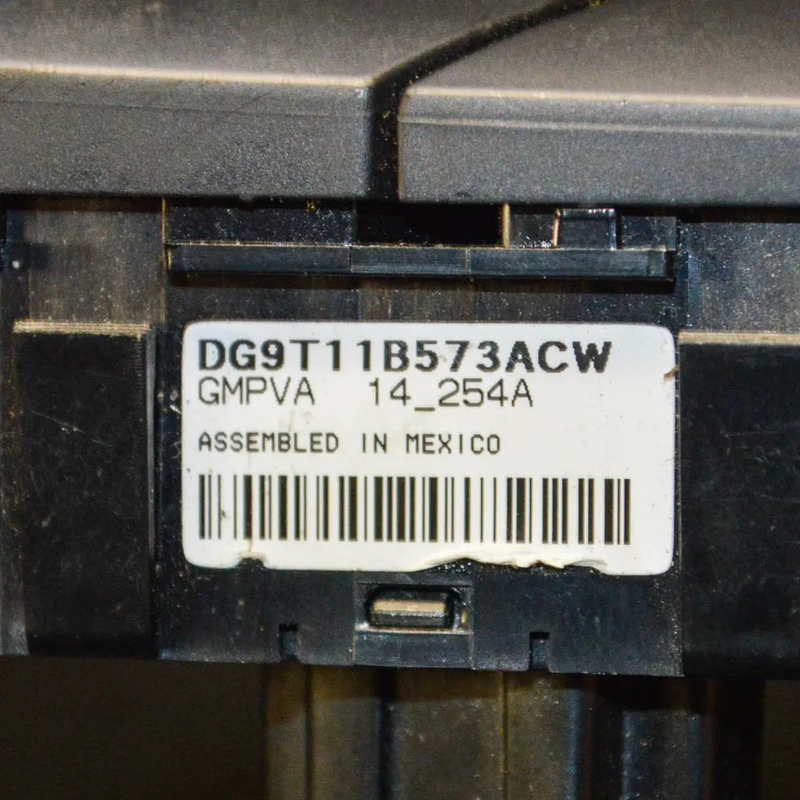 DG9T11B573ACW
GMPVA 14_254A
ASSEMBLED IN MEXICO